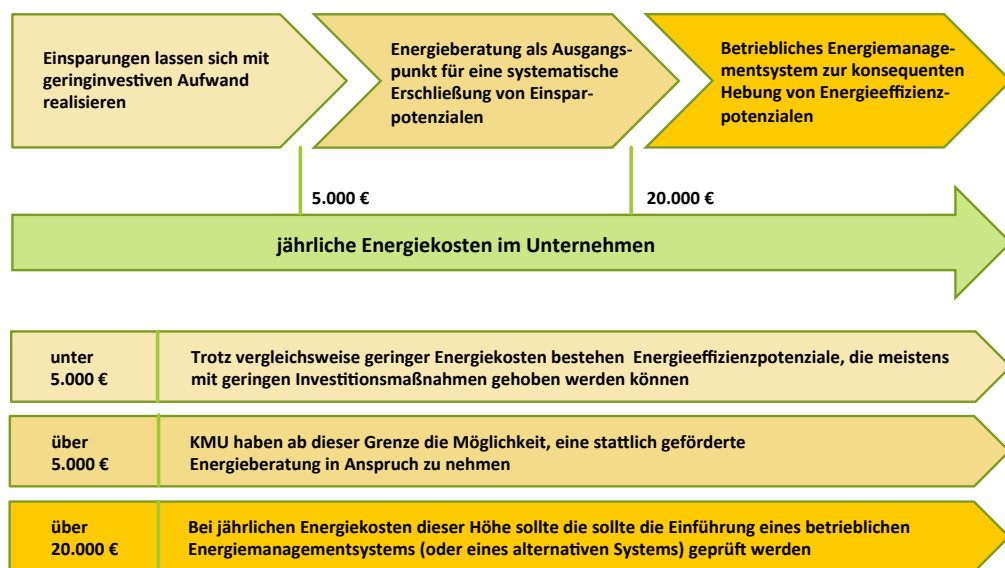 Einsparungen lassen sich mit
geringinvestiven Aufwand
realisieren
Energieberatung als Ausgangs-
punkt für eine systematische
Erschließung von Einspar-
potenzialen
Betriebliches Energiemanage-
mentsystem zur konsequenten
Hebung von Energieeffizienz-
potenzialen
5.000 €
20.000 €
jährliche Energiekosten im Unternehmen
unter
5.000 €
Trotz vergleichsweise geringer Energiekosten bestehen Energieeffizienzpotenziale, die meistens
mit geringen Investitionsmaßnahmen gehoben werden können
über
5.000 €
KMU haben ab dieser Grenze die Möglichkeit, eine stattlich geförderte
Energieberatung in Anspruch zu nehmen
über
20.000 €
Bei jährlichen Energiekosten dieser Höhe sollte die sollte die Einführung eines betrieblichen
Energiemanagementsystems (oder eines alternativen Systems) geprüft werden